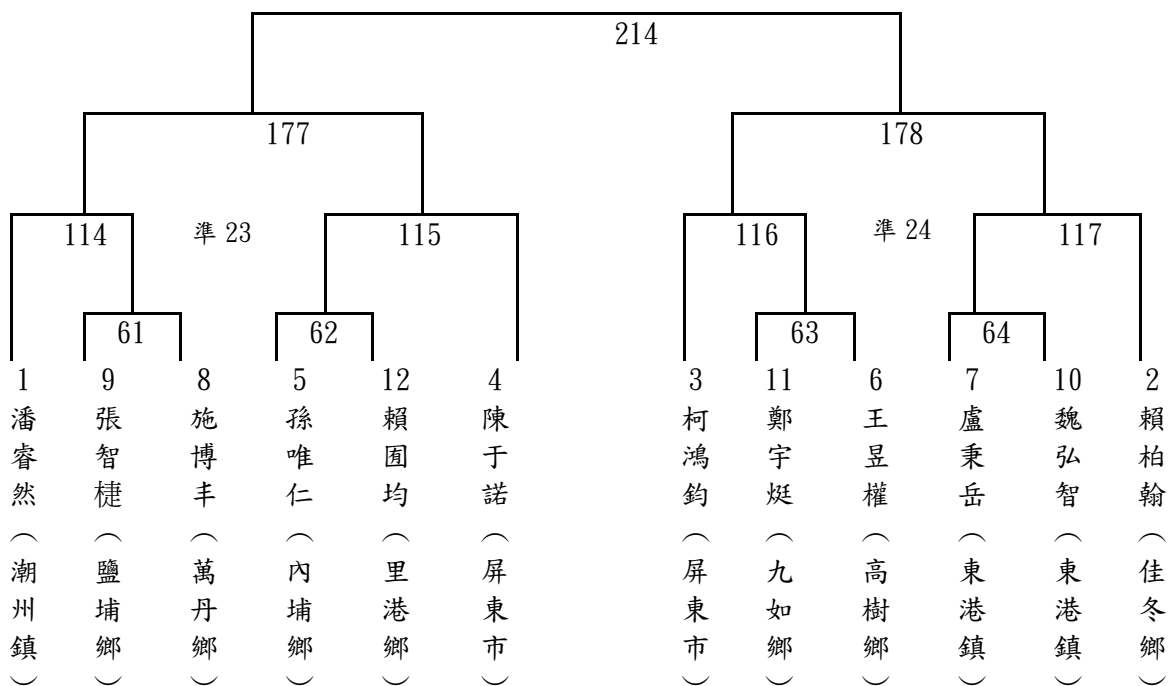 214
177
178
114
準 23
115
116
準 24
117
61
62
63
64
1
潘睿然（潮州鎮）
9
張智㨗（鹽埔鄉）
8
施博丰（萬丹鄉）
5
孫唯仁（內埔鄉）
12
賴囿均（里港鄉）
4
陳于諾（屏東市）
3
柯鴻鈞（屏東市）
11
鄭宇烶（九如鄉）
6
王昱權（高樹鄉）
7
盧秉岳（東港鎮）
10
魏弘智（東港鎮）
2
賴柏翰（佳冬鄉）